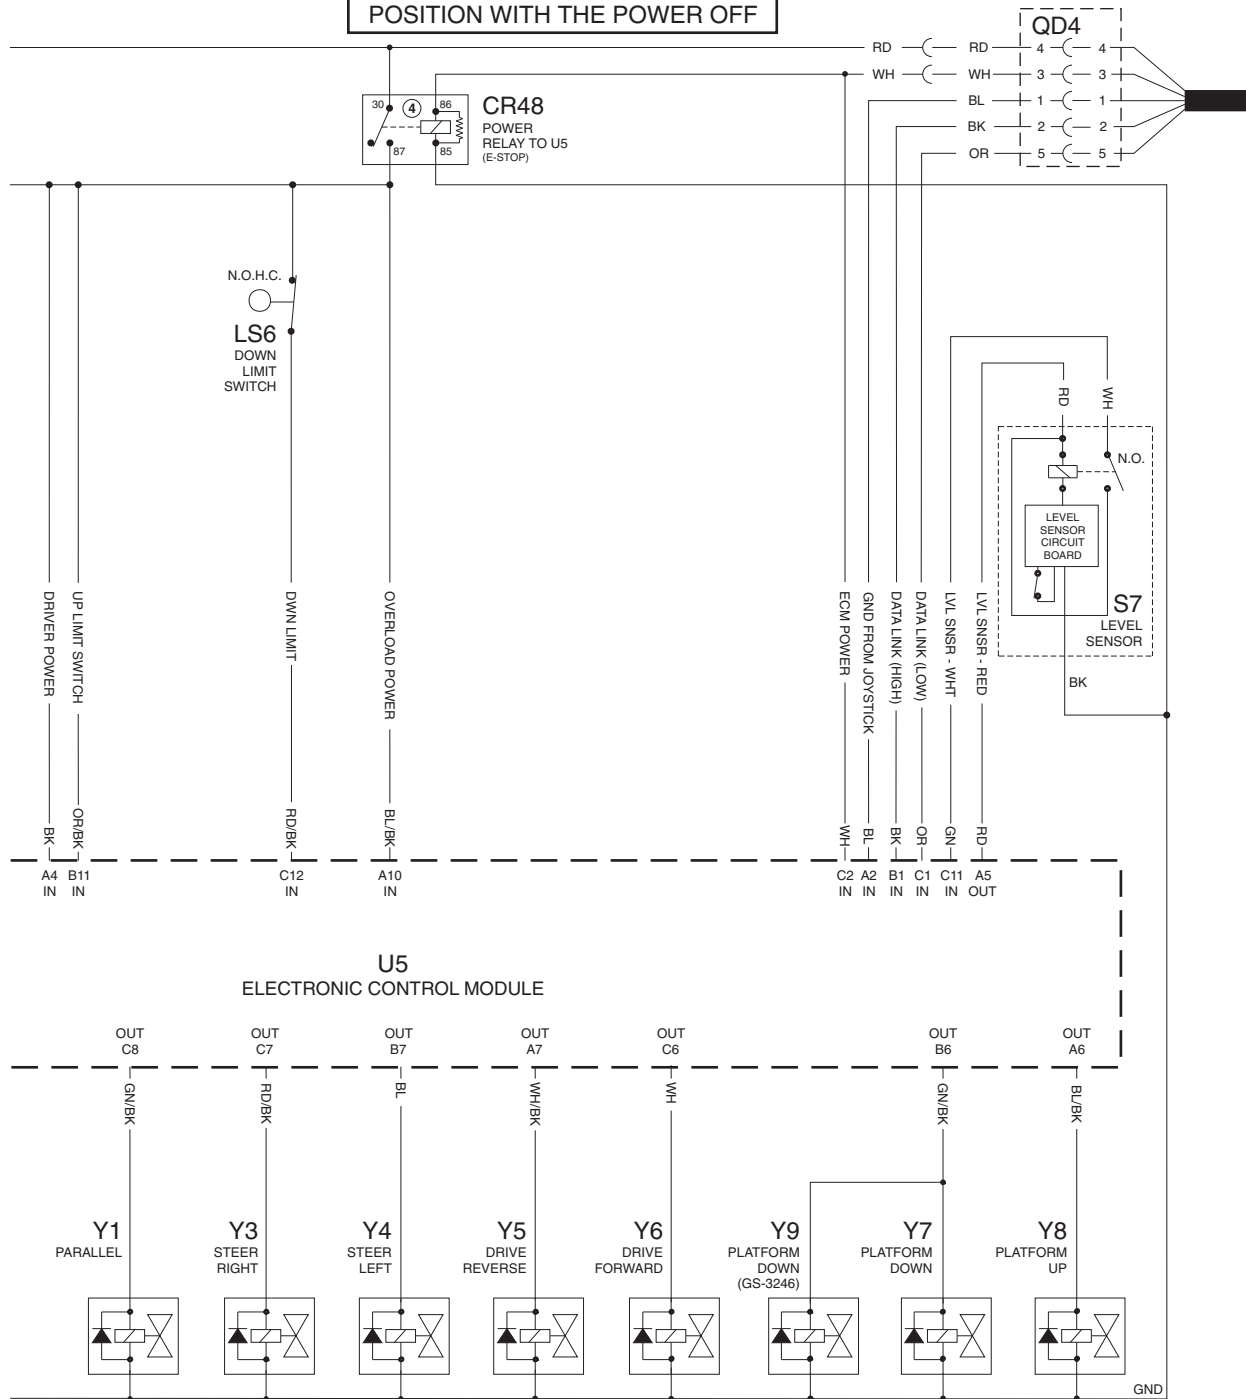 POSITION WITH THE POWER OFF
QD4
RD RD 4 4
WH WH 3 3
BL 1 1
BK 2 2
OR 5 5
30 4 86
87 85
CR48
POWER
RELAY TO U5
(E-STOP)
N.O.H.C.
LS6
DOWN
LIMIT
SWITCH
RD
WH
N.O.
LEVEL
SENSOR
CIRCUIT
BOARD
S7
LEVEL
SENSOR
BK
DRIVER POWER
UP LIMIT SWITCH
DWN LIMIT
OVERLOAD POWER
ECM POWER
GND FROM JOYSTICK
DATA LINK (HIGH)
DATA LINK (LOW)
LVL SNSR - WHT
LVL SNSR - RED
BK
OR/BK
RD/BK
BL/BK
WH
BL
BK
OR
GN
RD
A4 B11 C12 A10 C2 A2 B1 C1 C11 A5
IN IN IN IN IN IN IN IN IN OUT
U5
ELECTRONIC CONTROL MODULE
OUT OUT OUT OUT OUT OUT OUT
C8 C7 B7 A7 C6 B6 A6
GN/BK
RD/BK
BL
WH/BK
WH
GN/BK
BL/BK
Y1
PARALLEL
Y3
STEER
RIGHT
Y4
STEER
LEFT
Y5
DRIVE
REVERSE
Y6
DRIVE
FORWARD
Y9
PLATFORM
DOWN
(GS-3246)
Y7
PLATFORM
DOWN
Y8
PLATFORM
UP
GND